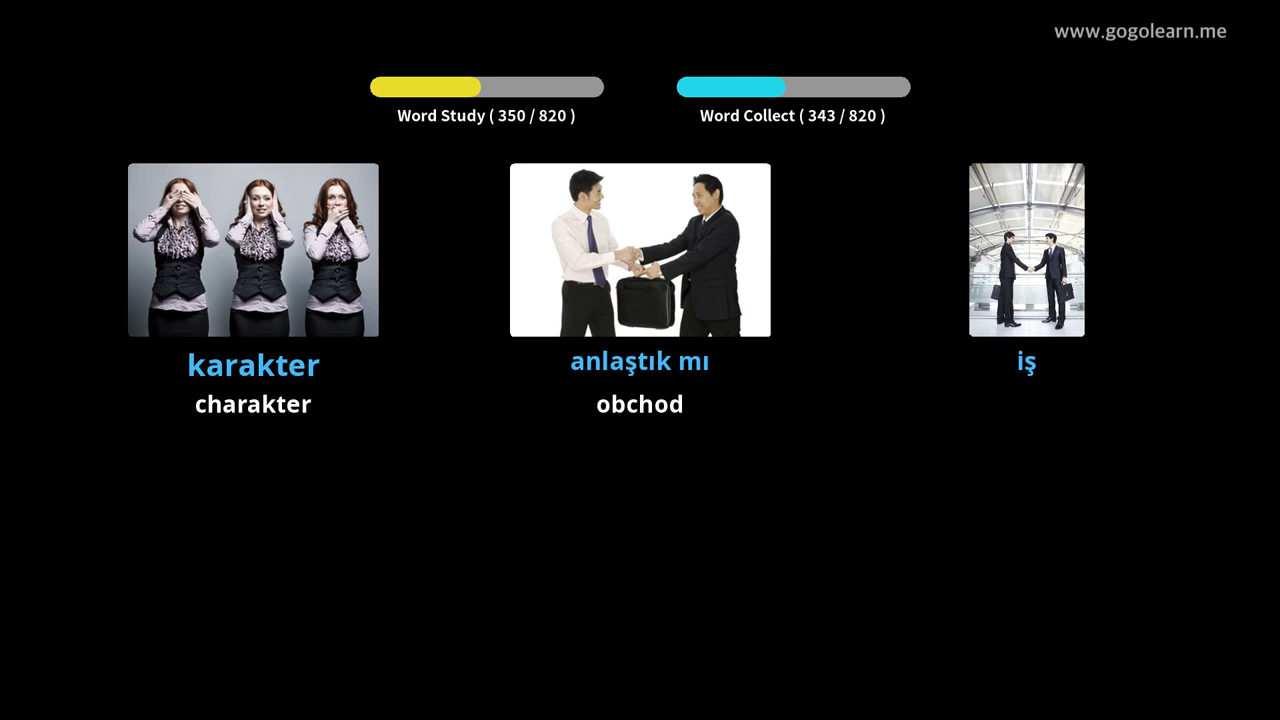 www.gogolearn.me
Word Study ( 350 / 820 )
Word Collect ( 343 / 820 )
karakter
charakter
anlaştık mı
obchod
iş